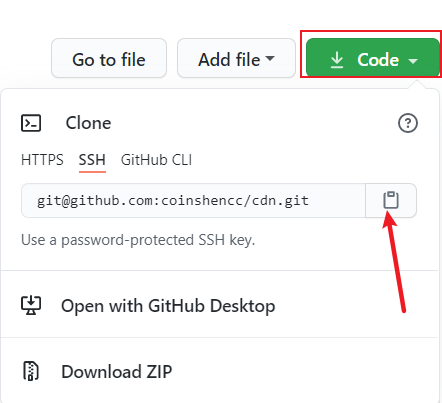 Go to file Add file Code
Clone
HTTPS SSH GitHub CLI
git@github.com:coinshencc/cdn.git
Use a password-protected SSH key.
Open with GitHub Desktop
Download ZIP